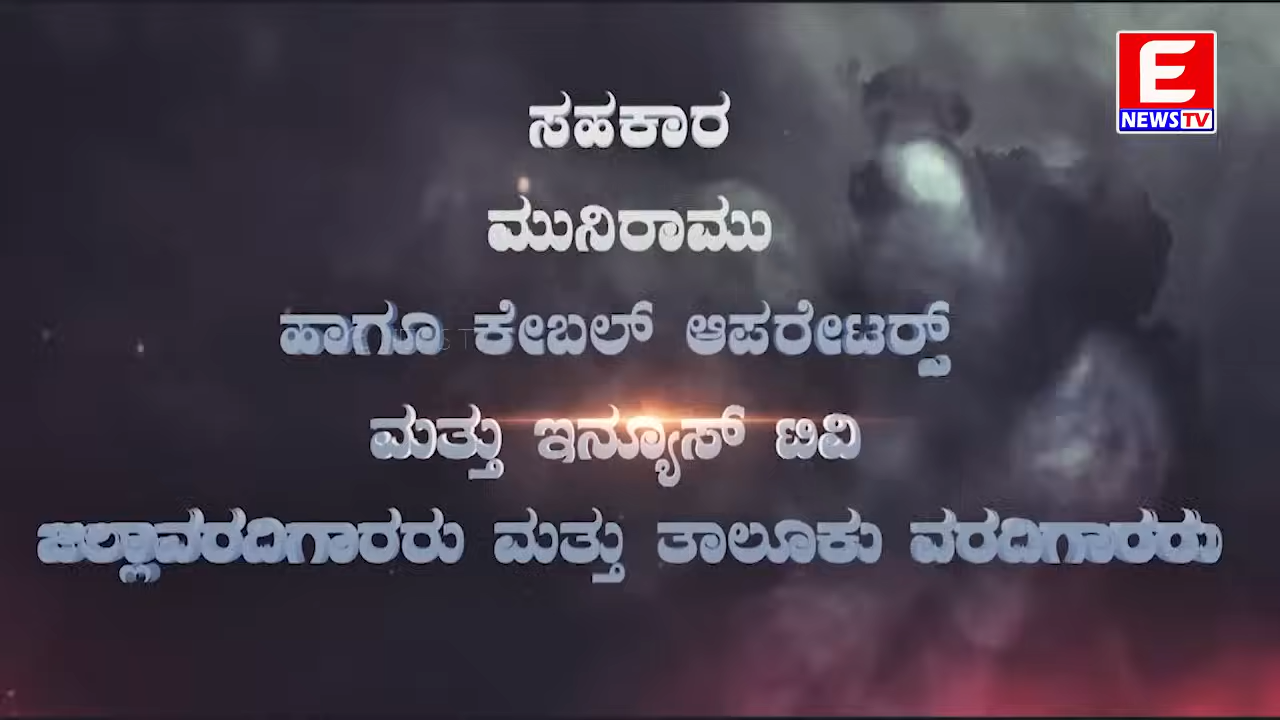 E
NEWS TV
ಸಹಕಾರ
ಮುನಿರಾಮು
ಹಾಗೂ ಕೇಬಲ್ ಆಪರೇಟರ್‍ಸ್
ಮತ್ತು ಇನ್ಯೂಸ್ ಟಿವಿ
ಜಿಲ್ಲಾವರದಿಗಾರರು ಮತ್ತು ತಾಲೂಕು ವರದಿಗಾರರು